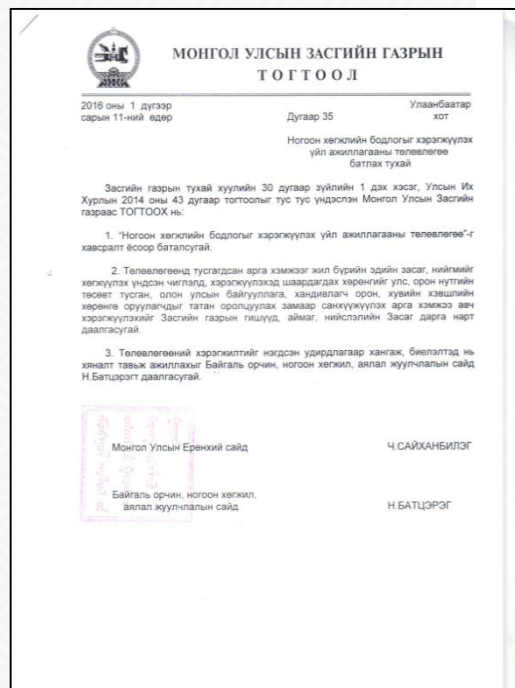 МОНГОЛ УЛСЫН ЗАСГИЙН ГАЗРЫН
ТОГТООЛ
2016 оны 1 дүгээр
сарын 11-ний өдөр
Дугаар 35
Улаанбаатар
хот
Ногоон хөгжлийн бодлогыг хэрэгжүүлэх
үйл ажиллагааны төлөвлөгөө
батлах тухай
Засгийн газрын тухай хуулийн 30 дугаар зүйлийн 1 дэх хэсэг, Улсын Их
Хурлын 2014 оны 43 дугаар тогтоолыг тус тус үндэслэн Монгол Улсын Засгийн
газраас ТОГТООХ нь:
1. “Ногоон хөгжлийн бодлогыг хэрэгжүүлэх үйл ажиллагааны төлөвлөгөө”-г
хавсралт ёсоор баталсугай.
2. Төлөвлөгөөнд тусгагдсан арга хэмжээг жил бүрийн эдийн засаг, нийгмийг
хөгжүүлэх үндсэн чиглэлд, хэрэгжүүлэхэд шаардагдах хөрөнгийг улс, орон нутгийн
төсөвт тусган, олон улсын байгууллага, хандивлагч орон, хувийн хэвшлийн
хөрөнгө оруулагчдыг татан оролцуулах замаар санхүүжүүлэх арга хэмжээ авч
хэрэгжүүлэхийг Засгийн газрын гишүүд, аймаг, нийслэлийн Засаг дарга нарт
даалгасугай.
3. Төлөвлөгөөний хэрэгжилтийг нэгдсэн удирдлагаар хангаж, биелэлтэд нь
хяналт тавьж ажиллахыг Байгаль орчин, ногоон хөгжил, аялал жуулчлалын сайд
Н.Батцэрэгт даалгасугай.
Монгол Улсын Ерөнхий сайд
Ч.САЙХАНБИЛЭГ
Байгаль орчин, ногоон хөгжил,
аялал жуулчлалын сайд
Н.БАТЦЭРЭГ